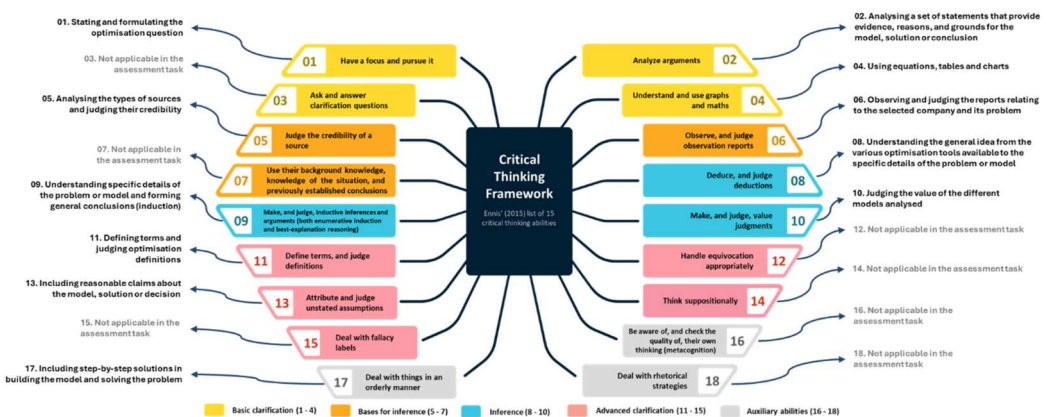 01. Stating and formulating the
optimisation question
03. Not applicable in the
assessment task
05. Analysing the types of sources
and judging their credibility
07. Not applicable in
the assessment task
09. Understanding specific details of
the problem or model and forming
general conclusions (induction)
11. Defining terms and
judging optimisation
definitions
13. Including reasonable claims about
the model, solution or decision
15. Not applicable in the
assessment task
17. Including step-by-step solutions in
building the model and solving the problem
01
Have a focus and pursue it
03
Ask and answer
clarification questions
05
Judge the credibility of a
source
07
Use their background knowledge,
knowledge of the situation, and
previously established conclusions
09
Make, and judge, inductive inferences and
arguments (both enumerative induction
and best-explanation reasoning)
11
Define terms, and judge
definitions
13
Attribute and judge
unstated assumptions
15
Deal with fallacy
labels
17
Deal with things in an
orderly manner
Critical
Thinking
Framework
Ennis' (2015) list of 15
critical thinking abilities
Analyze arguments
02
Understand and use graphs
and maths
04
Observe, and judge
observation reports
06
Deduce, and judge
deductions
08
Make, and judge, value
judgments
10
Handle equivocation
appropriately
12
Think suppositionally
14
Be aware of, and check the
quality of, their own
thinking (metacognition)
16
Deal with rhetorical
strategies
18
02. Analysing a set of statements that provide
evidence, reasons, and grounds for the
model, solution or conclusion
04. Using equations, tables and charts
06. Observing and judging the reports relating
to the selected company and its problem
08. Understanding the general idea from the
various optimisation tools available to the
specific details of the problem or model
10. Judging the value of the different
models analysed
12. Not applicable in the assessment task
14. Not applicable in the assessment task
16. Not applicable in the
assessment task
18. Not applicable in the
assessment task
Basic clarification (1 - 4)
Bases for inference (5 - 7)
Inference (8 - 10)
Advanced clarification (11 - 15)
Auxiliary abilities (16 - 18)